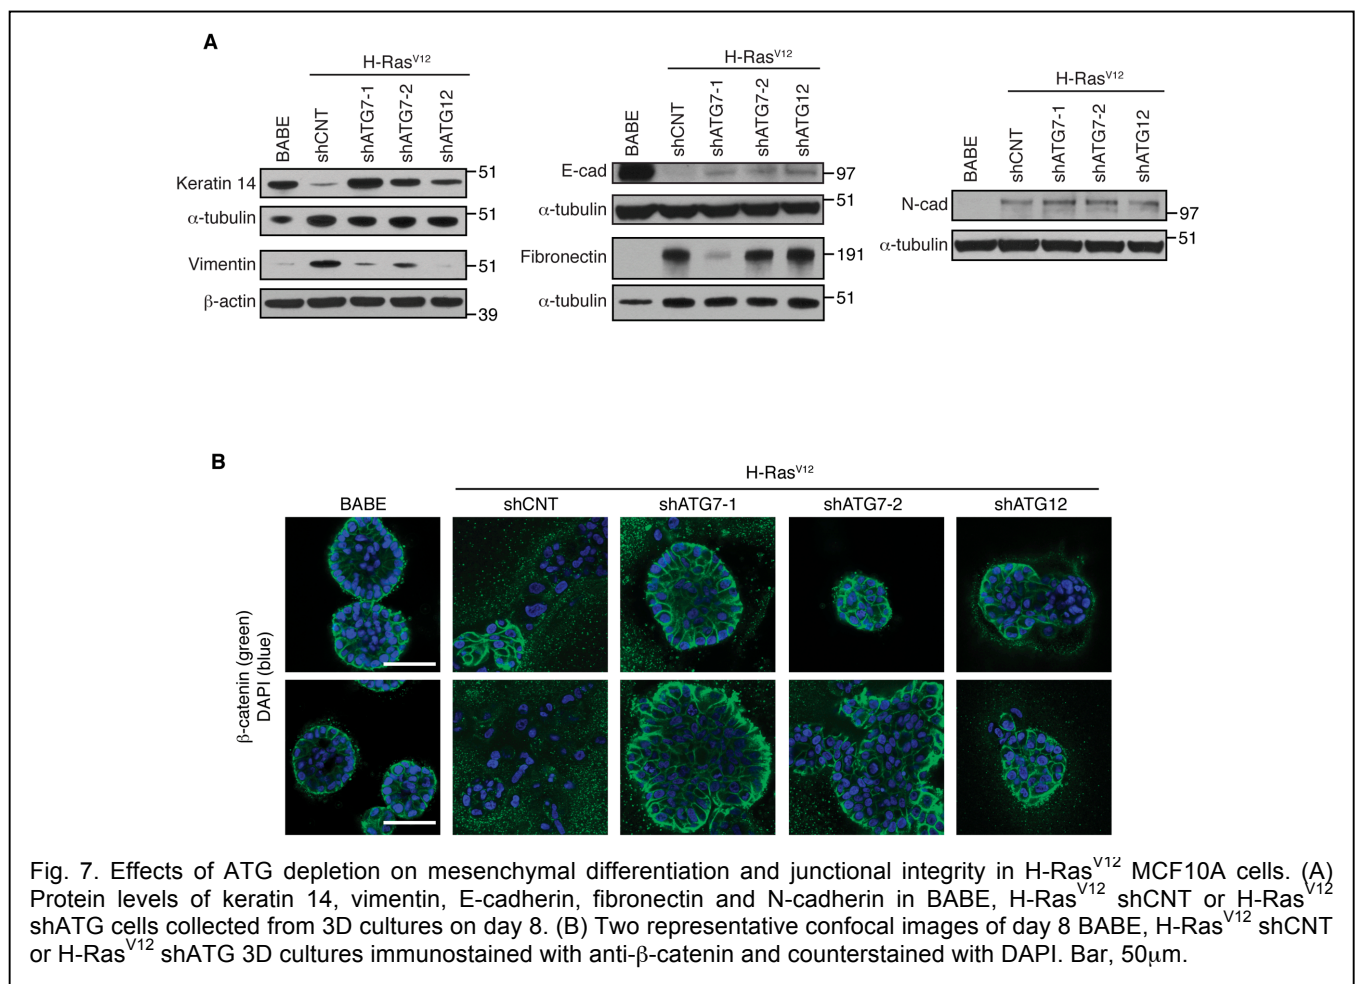 A
H-RasV12
BABE
shCNT
shATG7-1
shATG7-2
shATG12
Keratin 14
51
α-tubulin
51
Vimentin
51
β-actin
39
H-RasV12
BABE
shCNT
shATG7-1
shATG7-2
shATG12
E-cad
97
α-tubulin
51
Fibronectin
191
α-tubulin
51
H-RasV12
BABE
shCNT
shATG7-1
shATG7-2
shATG12
N-cad
97
α-tubulin
51
B
H-RasV12
BABE
shCNT
shATG7-1
shATG7-2
shATG12
β-catenin (green)
DAPI (blue)
Fig. 7. Effects of ATG depletion on mesenchymal differentiation and junctional integrity in H-RasV12 MCF10A cells. (A)
Protein levels of keratin 14, vimentin, E-cadherin, fibronectin and N-cadherin in BABE, H-RasV12 shCNT or H-RasV12
shATG cells collected from 3D cultures on day 8. (B) Two representative confocal images of day 8 BABE, H-RasV12 shCNT
or H-RasV12 shATG 3D cultures immunostained with anti-β-catenin and counterstained with DAPI. Bar, 50μm.